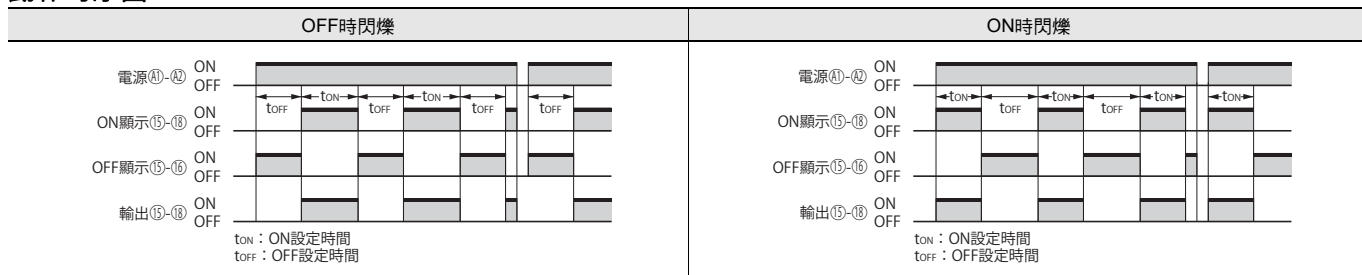 OFF時閃爍
電源Ⓐ1-Ⓐ2 ON
OFF
tOFF tON tOFF tON tOFF tOFF
ON顯示⑮-⑱ ON
OFF
OFF顯示⑮-⑯ ON
OFF
輸出⑮-⑱ ON
OFF
tON：ON設定時間
tOFF：OFF設定時間
ON時閃爍
電源Ⓐ1-Ⓐ2 ON
OFF
tON tOFF tON tOFF tON tON
ON顯示⑮-⑱ ON
OFF
OFF顯示⑮-⑯ ON
OFF
輸出⑮-⑱ ON
OFF
tON：ON設定時間
tOFF：OFF設定時間